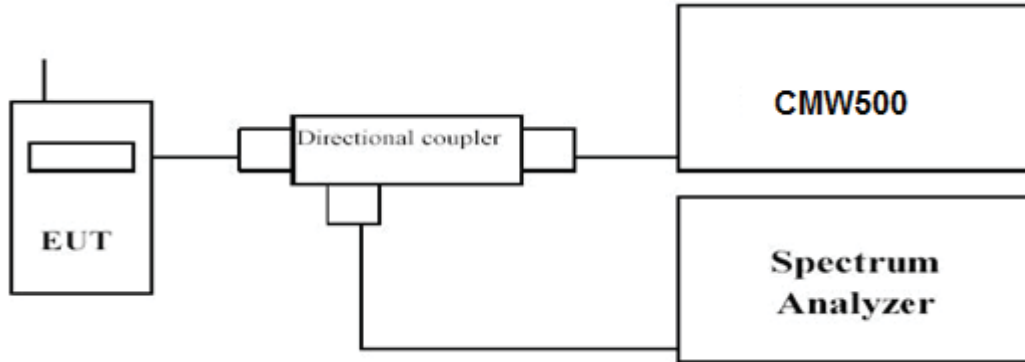 CMW500
Directional coupler
EUT
Spectrum
Analyzer